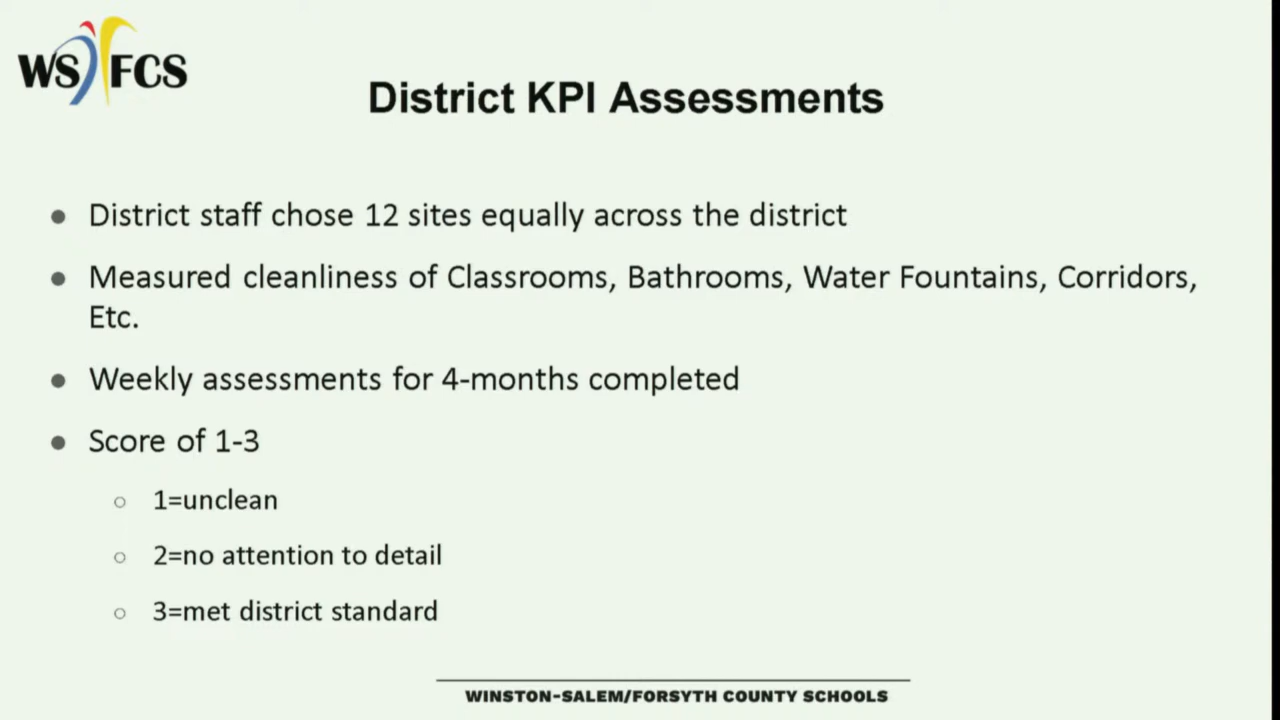 WS FCS
District KPI Assessments
● District staff chose 12 sites equally across the district
● Measured cleanliness of Classrooms, Bathrooms, Water Fountains, Corridors,
Etc.
● Weekly assessments for 4-months completed
● Score of 1-3
○ 1=unclean
○ 2=no attention to detail
○ 3=met district standard
WINSTON-SALEM/FORSYTH COUNTY SCHOOLS